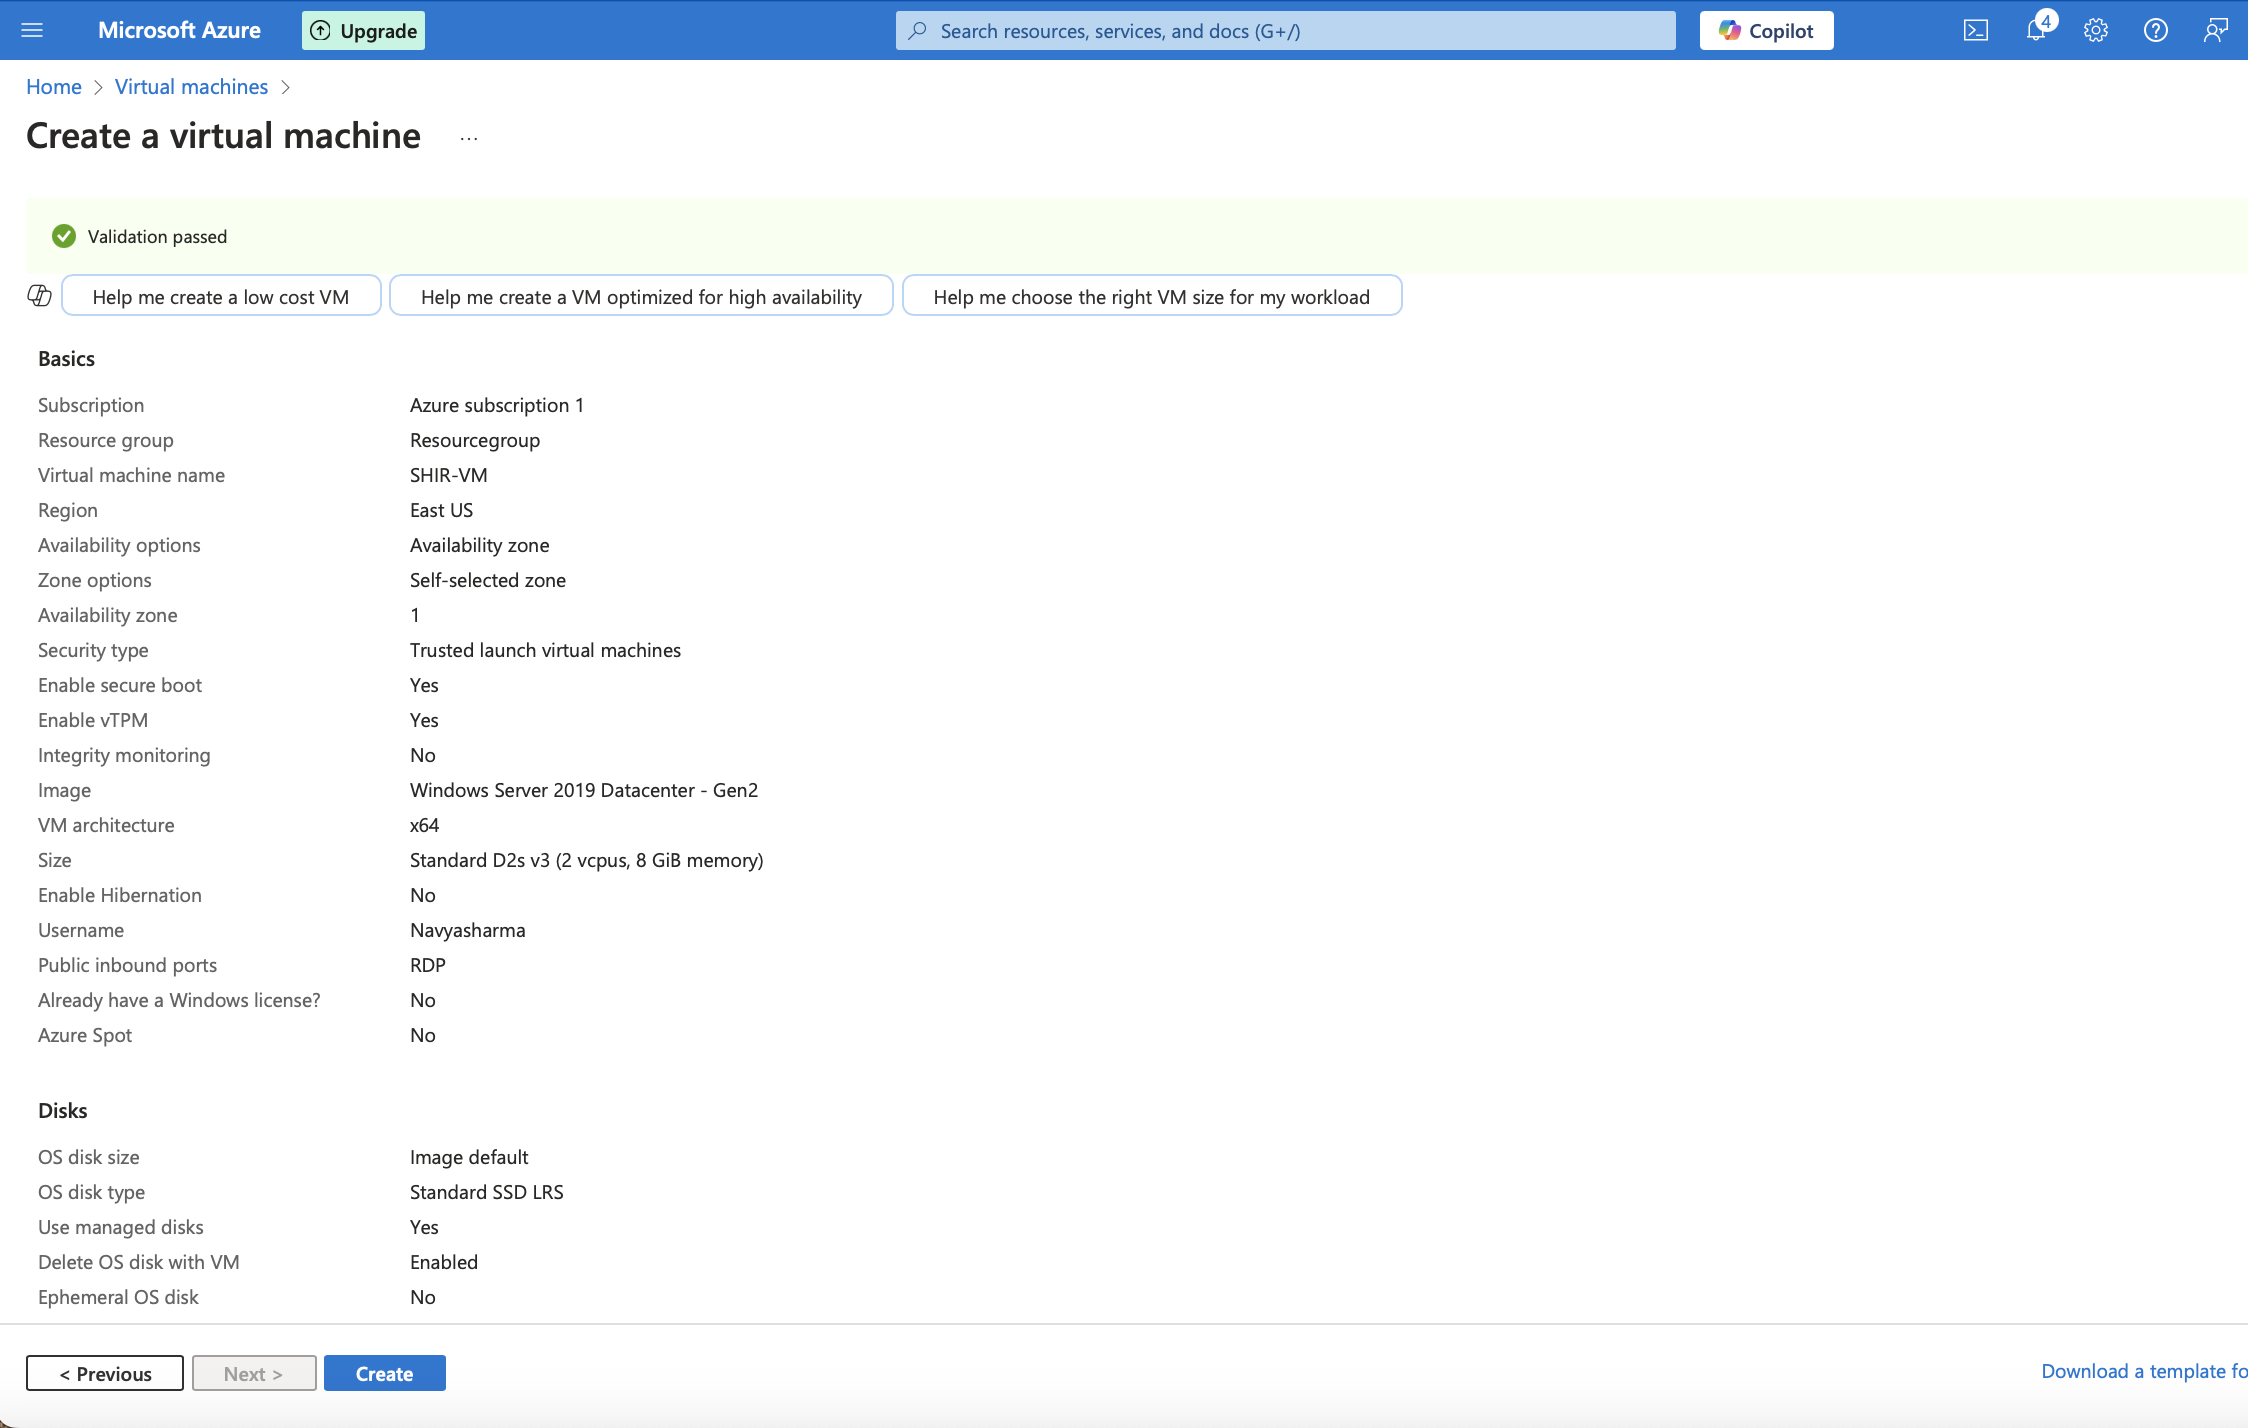 Microsoft Azure
Upgrade
Search resources, services, and docs (G+/)
Copilot
4
Home > Virtual machines >
Create a virtual machine ...
Validation passed
Help me create a low cost VM
Help me create a VM optimized for high availability
Help me choose the right VM size for my workload
Basics
Subscription Azure subscription 1
Resource group Resourcegroup
Virtual machine name SHIR-VM
Region East US
Availability options Availability zone
Zone options Self-selected zone
Availability zone 1
Security type Trusted launch virtual machines
Enable secure boot Yes
Enable vTPM Yes
Integrity monitoring No
Image Windows Server 2019 Datacenter - Gen2
VM architecture x64
Size Standard D2s v3 (2 vcpus, 8 GiB memory)
Enable Hibernation No
Username Navyasharma
Public inbound ports RDP
Already have a Windows license? No
Azure Spot No
Disks
OS disk size Image default
OS disk type Standard SSD LRS
Use managed disks Yes
Delete OS disk with VM Enabled
Ephemeral OS disk No
< Previous
Next >
Create
Download a template fo